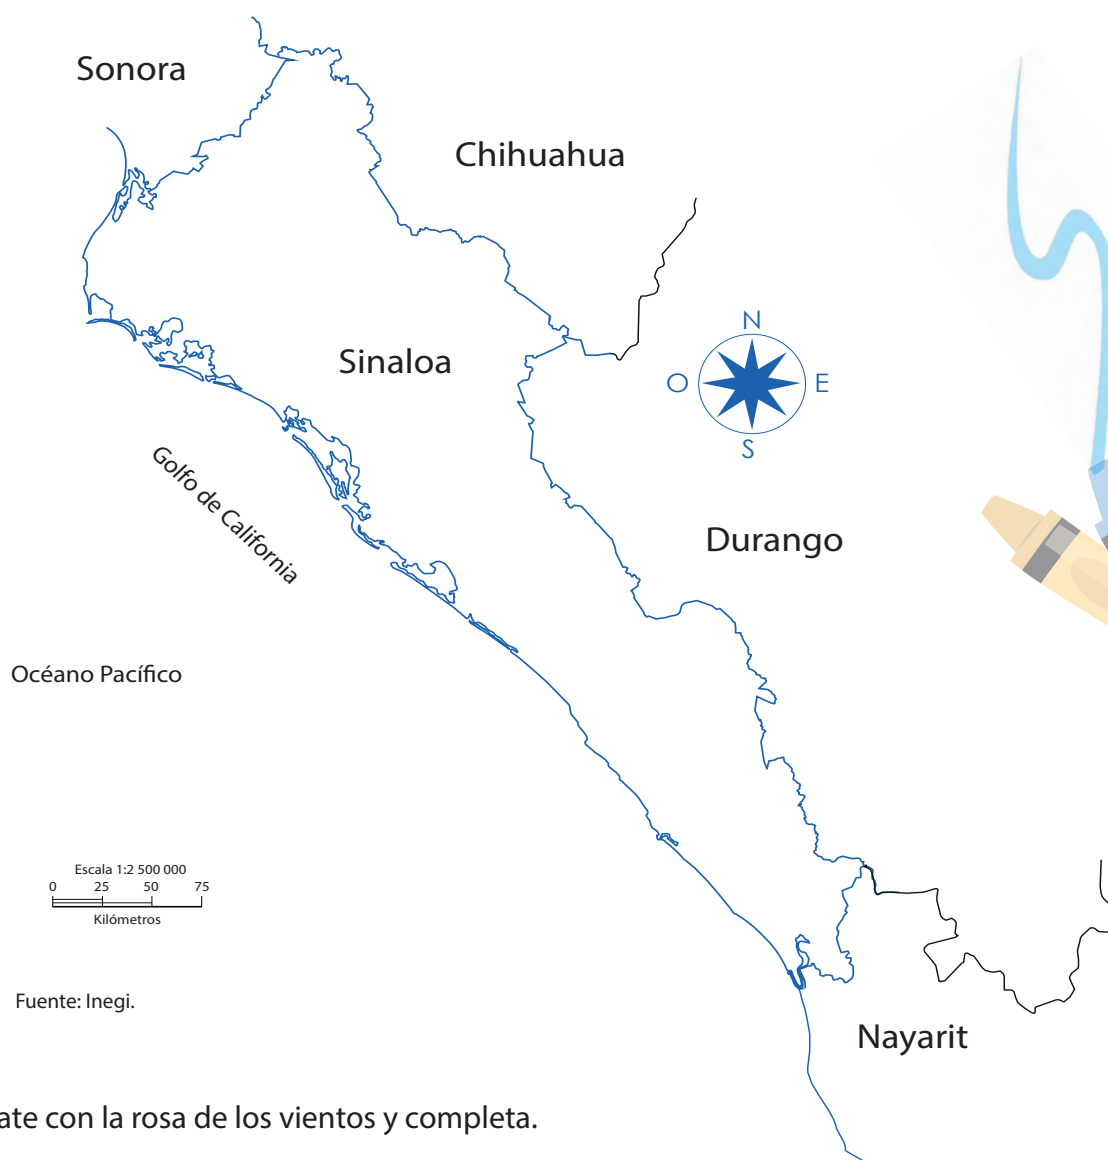 Sonora
Chihuahua
N
Sinaloa
O
E
S
Golfo de California
Durango
Océano Pacífico
Escala 1:2 500 000
0 25 50 75
Kilómetros
Fuente: Inegi.
Nayarit
con la rosa de los vientos y completa.